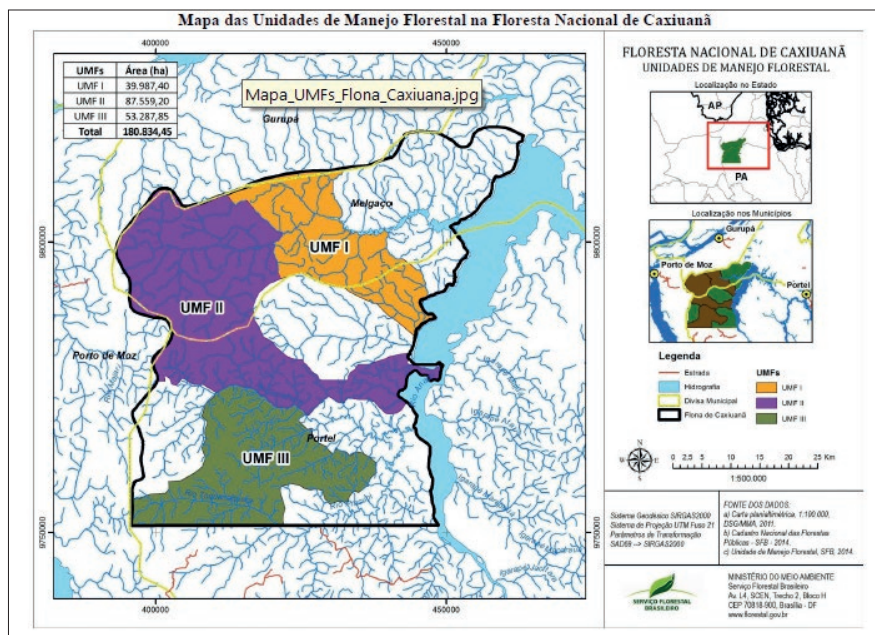 Mapa das Unidades de Manejo Florestal na Floresta Nacional de Caxiuanã
400000
450000
UMFs Área (ha)
UMF I 39.987,40
UMF II 87.559,20
UMF III 53.287,85
Total 180.834,45
Mapa_UMFs_Flona_Caxiuana.jpg
Gurupá
Melgaço
9800000
9800000
UMF I
UMF II
Porto de Moz
Portel
UMF III
9750000
9750000
400000
450000
FLORESTA NACIONAL DE CAXIUANÃ
UNIDADES DE MANEJO FLORESTAL
Localização no Estado
AP
PA
Localização nos Municípios
Gurupá
Porto de Moz
Portel
Legenda
Estrada
Hidrografia
Divisa Municipal
Flona de Caxiuanã
UMFs
UMF I
UMF II
UMF III
N
W E
S
0 2,5 5 10 15 20 25 Km
1:500.000
Sistema Geodésico SIRGAS2000
Sistema de Projeção UTM Fuso 21
Parâmetros de Transformação
SAD69 --> SIRGAS2000
FONTE DOS DADOS:
a) Carta planialtimétrica, 1:100.000,
DSG/MMA, 2011.
b) Cadastro Nacional das Florestas
Públicas - SFB - 2014.
c) Unidade de Manejo Florestal, SFB, 2014.
SERVIÇO FLORESTAL
BRASILEIRO
MINISTÉRIO DO MEIO AMBIENTE
Serviço Florestal Brasileiro
Av. L4, SCEN, Trecho 2, Bloco H
CEP 70818-900, Brasília - DF
www.florestal.gov.br